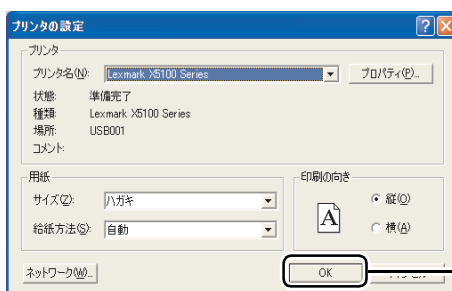 プリンタの設定
プリンタ
プリンタ名(N): Lexmark X5100 Series プロパティ(P)...
状態: 準備完了
種類: Lexmark X5100 Series
場所: USB001
コメント:
用紙
サイズ(Z): ハガキ
給紙方法(S): 自動
印刷の向き
A
縦(O)
横(A)
ネットワーク(W)... OK